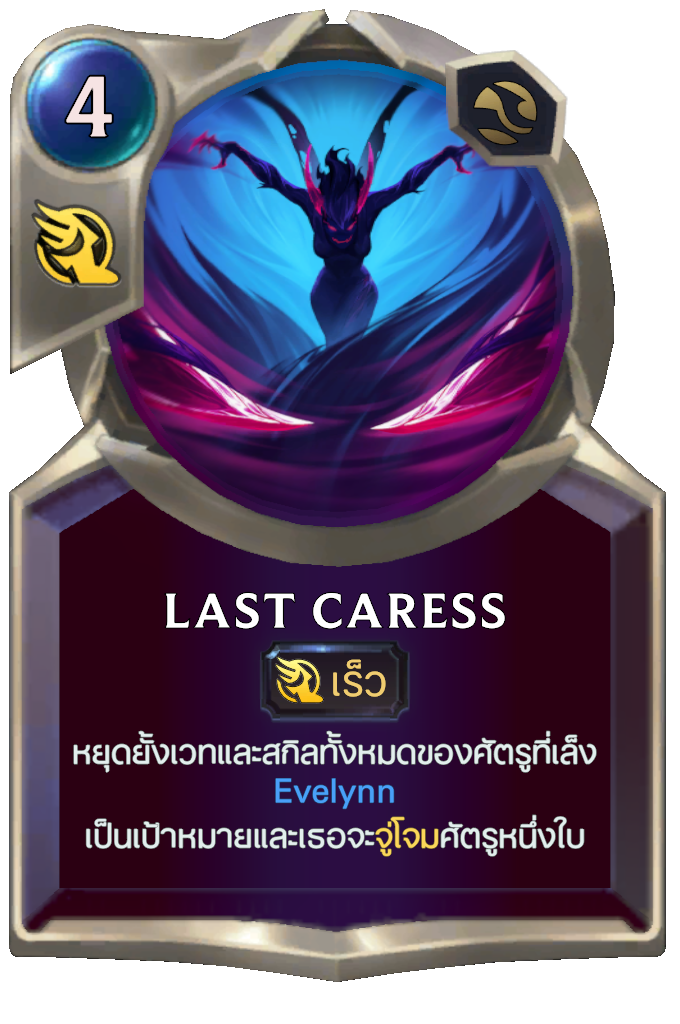 4
LAST CARESS
เร็ว
หยุดยั้งเวทและสกิลทั้งหมดของศัตรูที่เล็ง
Evelynn
เป็นเป้าหมายและเธอจะจู่โจมศัตรูหนึ่งใบ